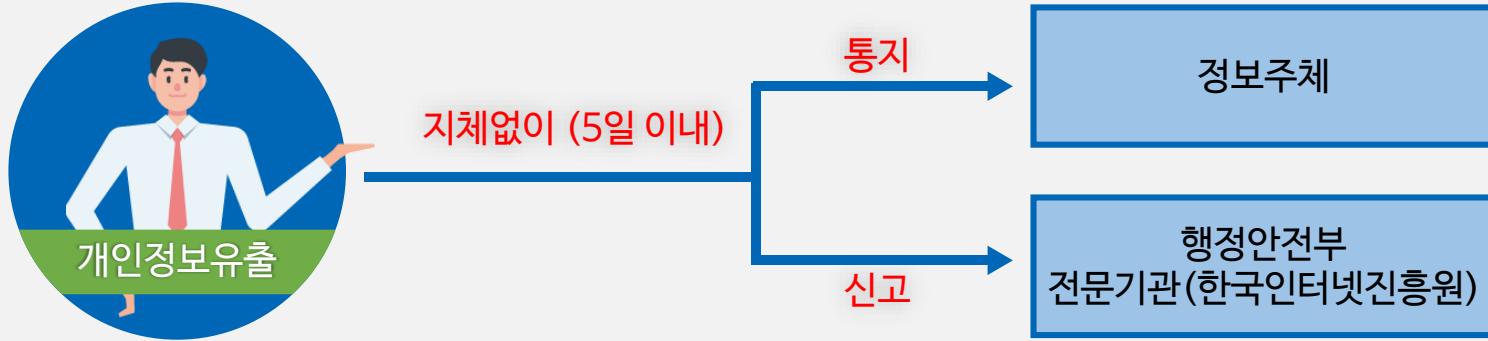 개인정보유출
지체없이 (5일 이내)
통지
정보주체
신고
행정안전부
전문기관(한국인터넷진흥원)